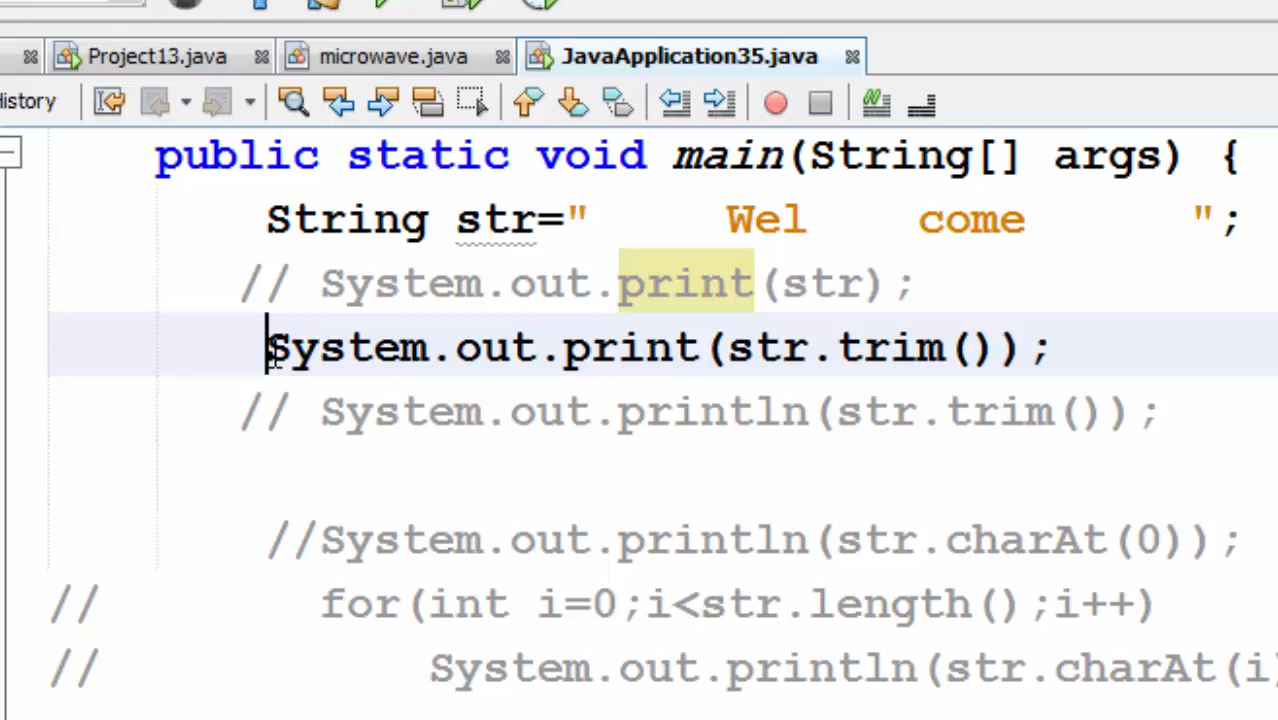 Project13.java microwave.java JavaApplication35.java
History
public static void main(String[] args) {
String str="     Wel    come      ";
// System.out.print(str);
System.out.print(str.trim());
// System.out.println(str.trim());
//System.out.println(str.charAt(0));
// for(int i=0;i<str.length();i++)
// System.out.println(str.charAt(i)